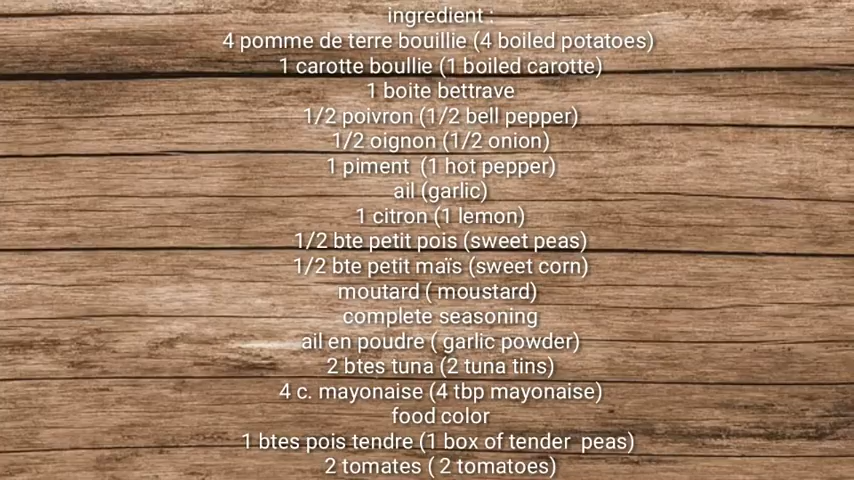 ingredient :
4 pomme de terre bouillie (4 boiled potatoes)
1 carotte boullie (1 boiled carotte)
1 boite bettrave
1/2 poivron (1/2 bell pepper)
1/2 oignon (1/2 onion)
1 piment  (1 hot pepper)
ail (garlic)
1 citron (1 lemon)
1/2 bte petit pois (sweet peas)
1/2 bte petit maïs (sweet corn)
moutard ( moustard)
complete seasoning
ail en poudre ( garlic powder)
2 btes tuna (2 tuna tins)
4 c. mayonaise (4 tbp mayonaise)
food color
1 btes pois tendre (1 box of tender  peas)
2 tomates ( 2 tomatoes)